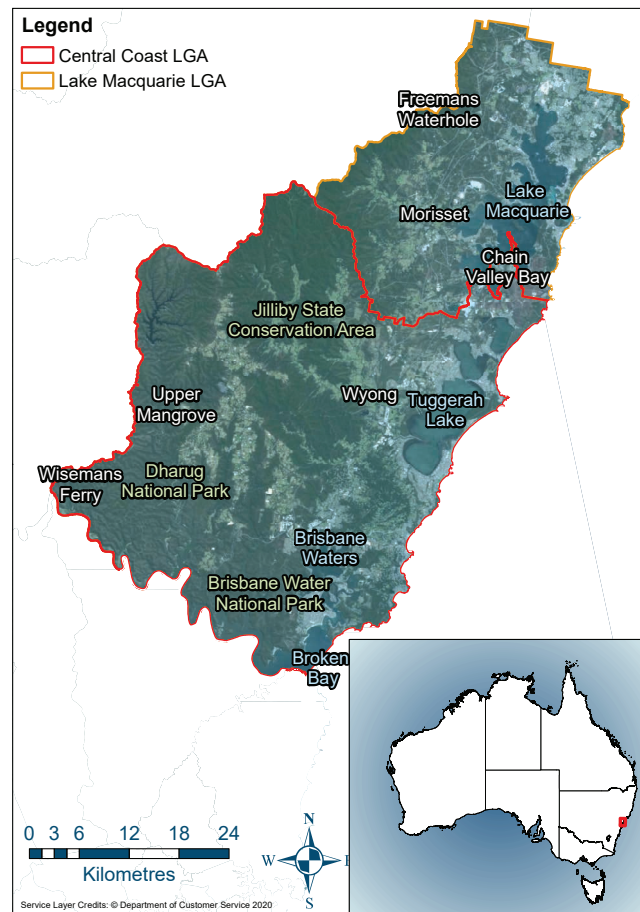 Legend
Central Coast LGA
Lake Macquarie LGA
Freemans
Waterhole
Lake
Macquarie
Morisset
Chain
Valley Bay
Jilliby State
Conservation Area
Wyong
Tuggerah
Lake
Upper
Mangrove
Wisemans
Ferry
Dharug
National Park
Brisbane
Waters
Brisbane Water
National Park
Broken
Bay
0 3 6 12 18 24
Kilometres
N
W
E
S
Service Layer Credits: © Department of Customer Service 2020